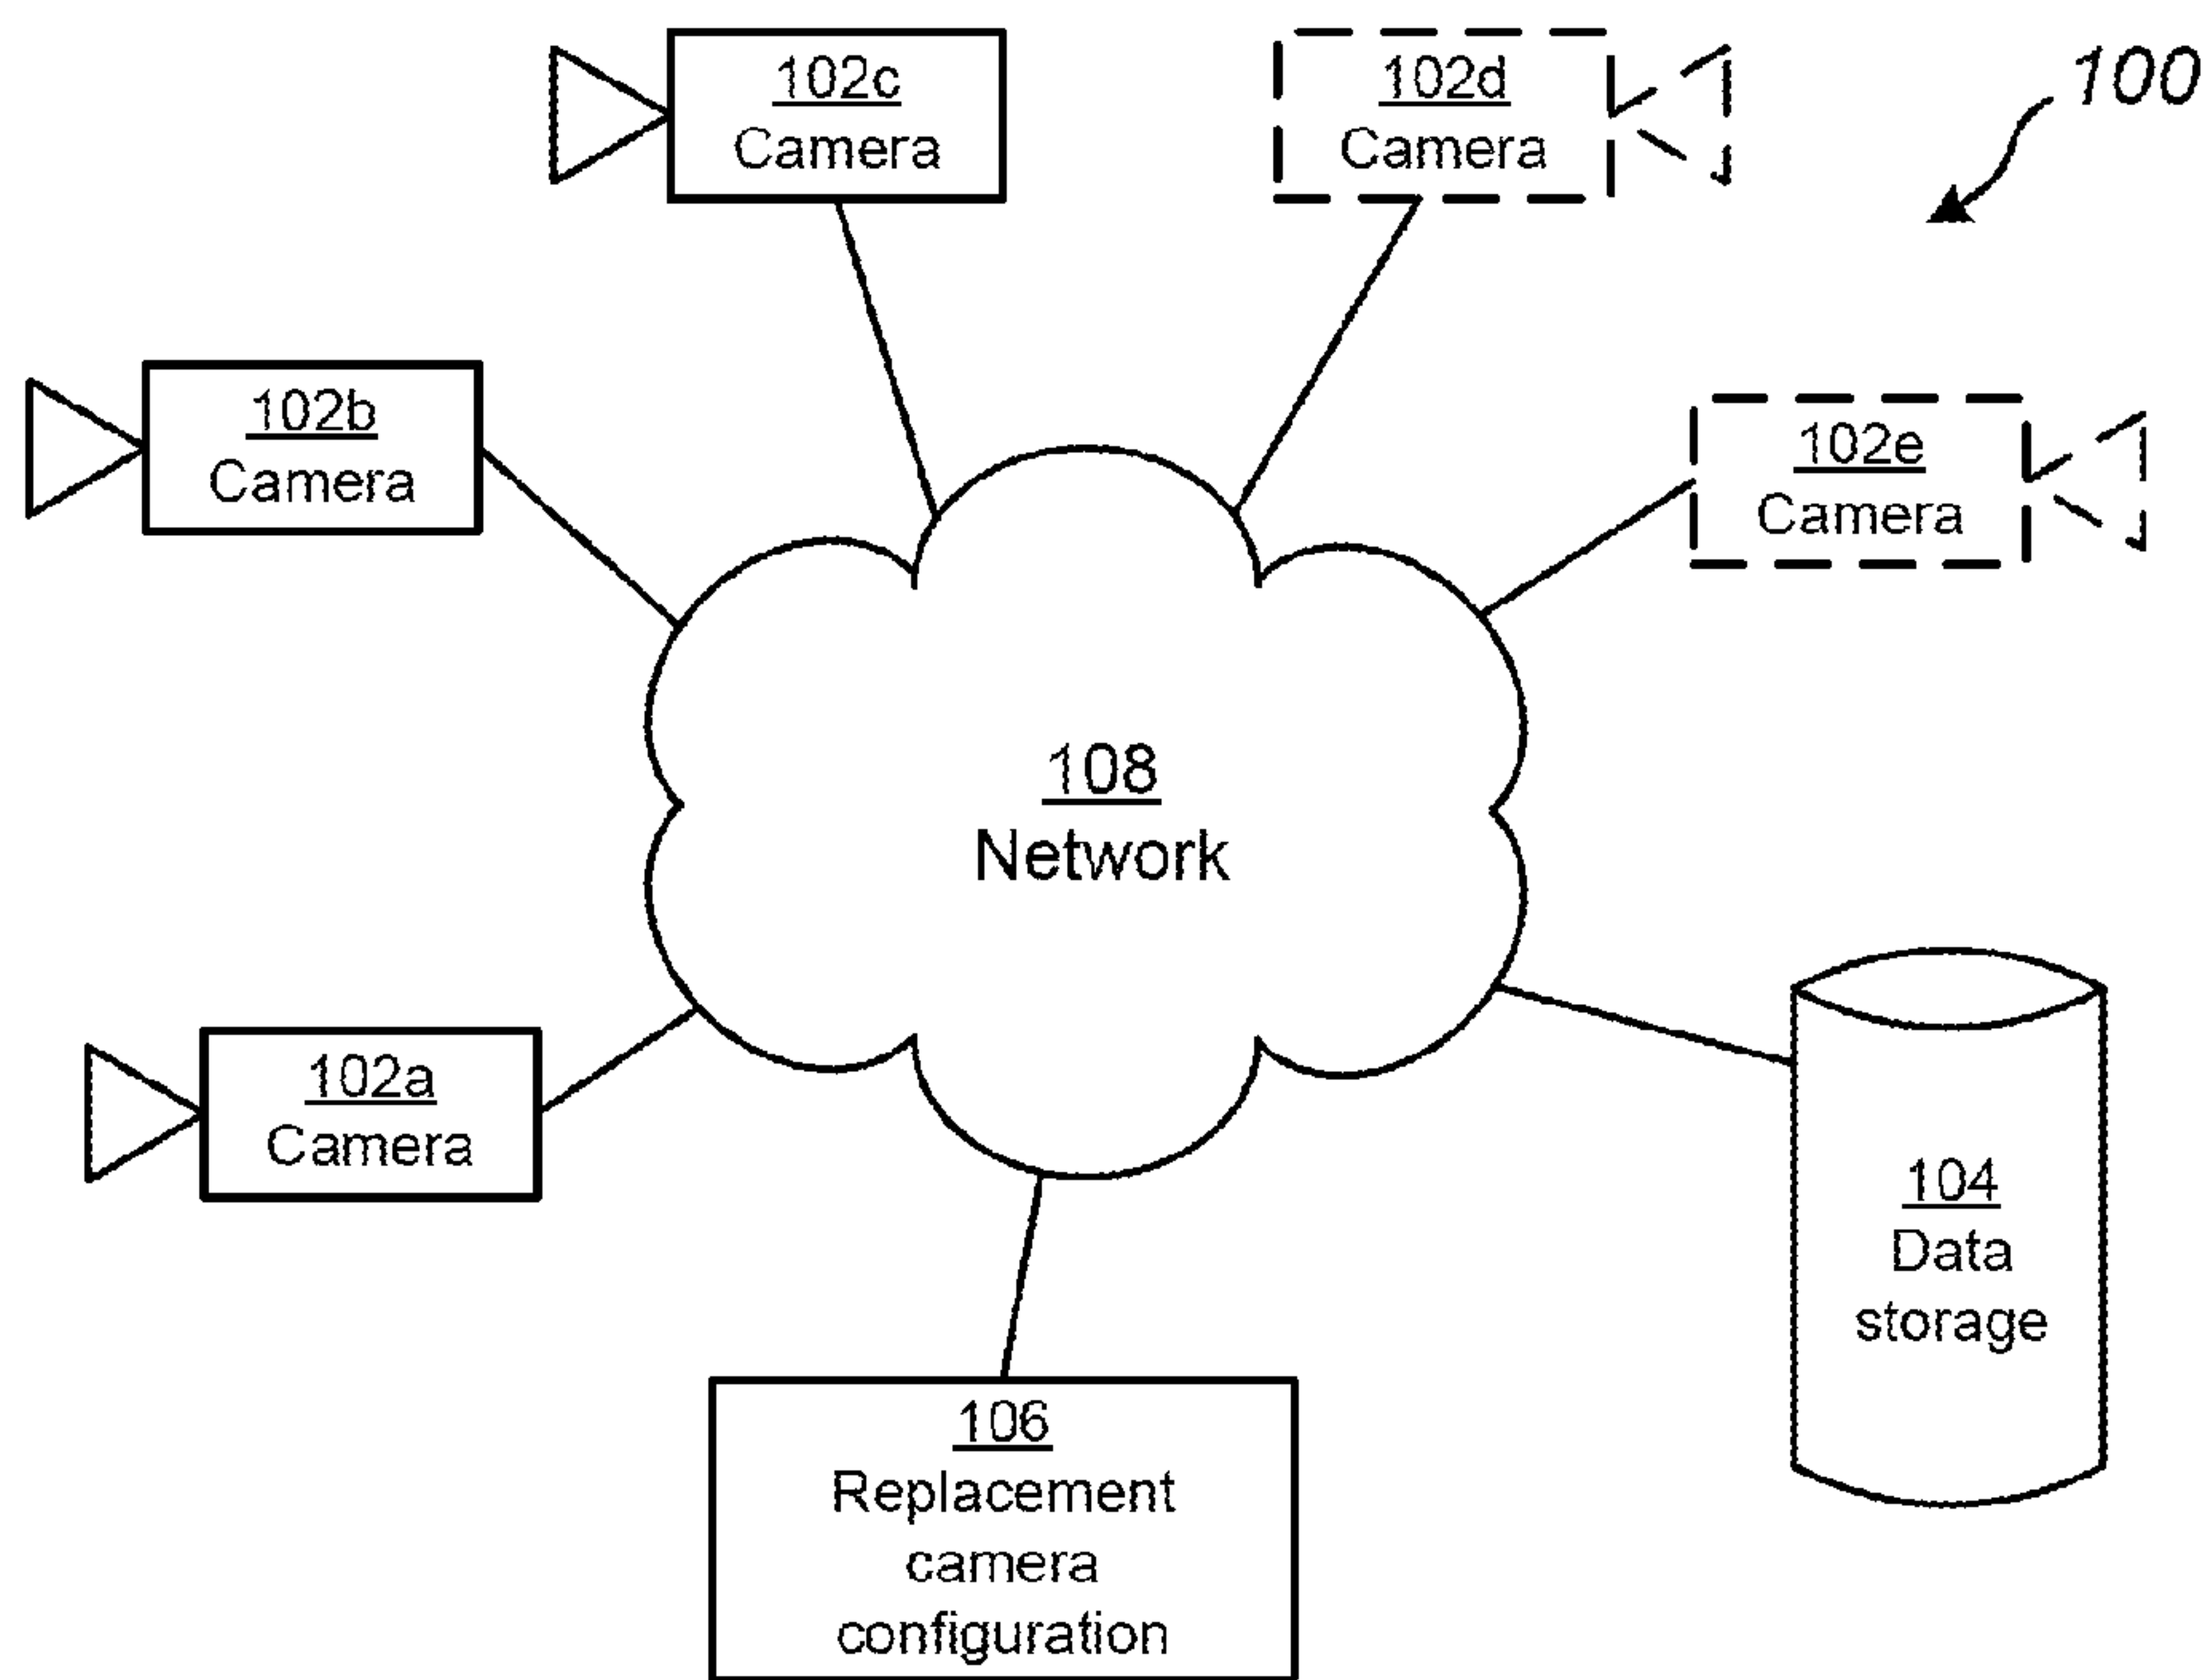 102c
Camera
102d
Camera
100
102b
Camera
102e
Camera
108
Network
102a
Camera
104
Data
storage
106
Replacement
camera
configuration